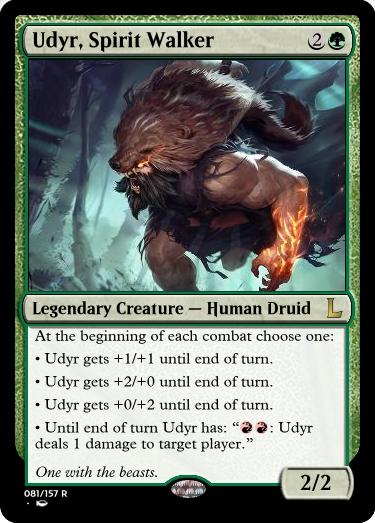 Udyr, Spirit Walker 2
Legendary Creature — Human Druid L
At the beginning of each combat choose one:
• Udyr gets +1/+1 until end of turn.
• Udyr gets +2/+0 until end of turn.
• Udyr gets +0/+2 until end of turn.
• Until end of turn Udyr has: “: Udyr
deals 1 damage to target player.”
One with the beasts.
2/2
081/157 R